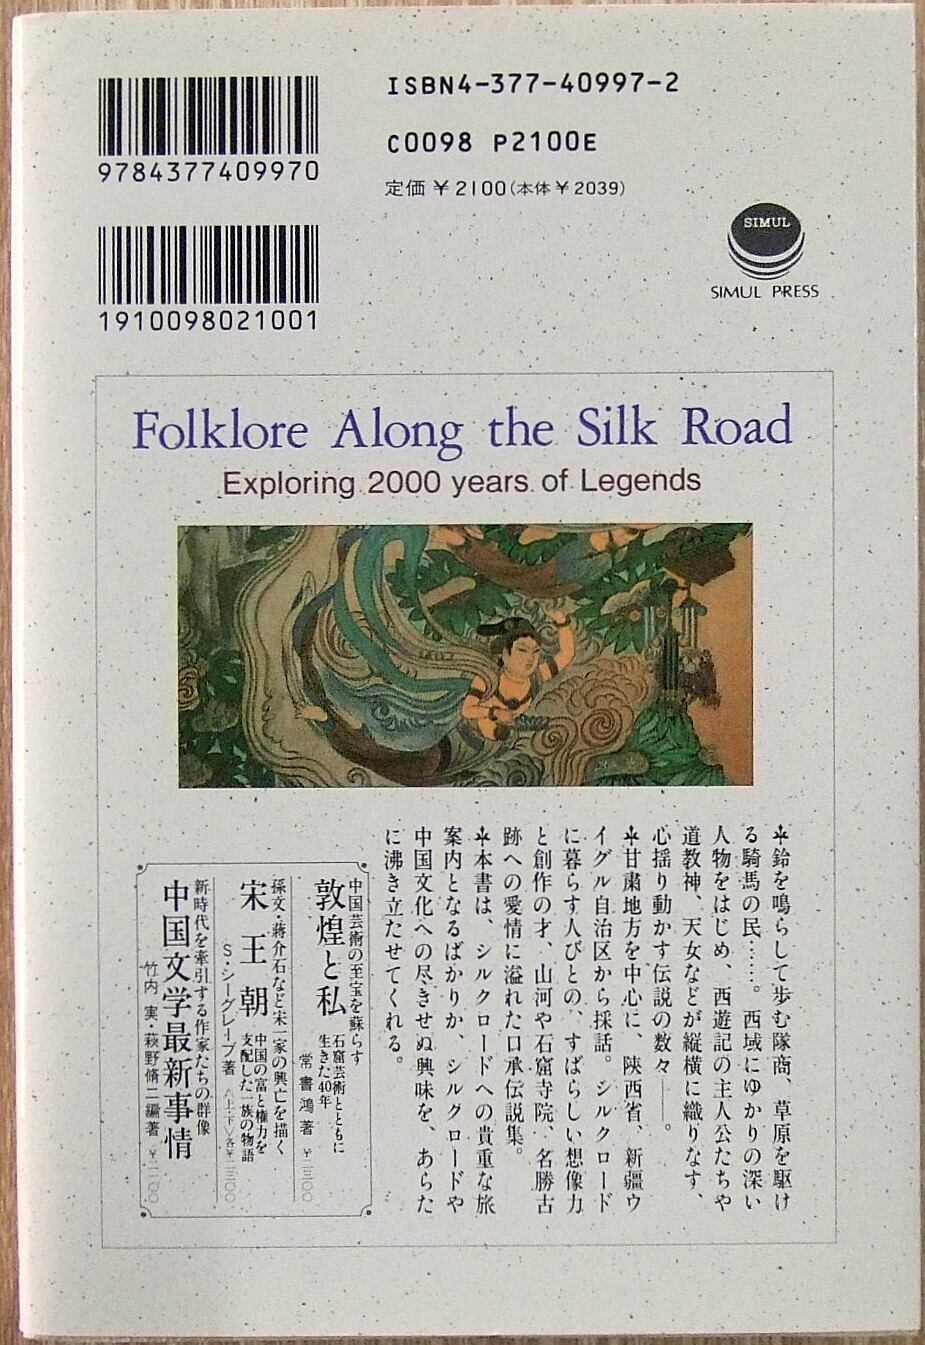 9784377409970
ISBN4-377-40997-2
C0098 P2100E
定価￥2100(本体￥2039)
1910098021001
SIMUL
SIMUL PRESS
Folklore Along the Silk Road
Exploring 2000 years of Legends
✦鈴を鳴らして歩む隊商、草原を駆け
る騎馬の民……。西域にゆかりの深い
人物をはじめ、西遊記の主人公たちや
道教神、天女などが縦横に織りなす、
心揺り動かす伝説の数々――。
✦甘粛地方を中心に、陝西省、新疆ウ
イグル自治区から採話。シルクロード
に暮らす人びとの、すばらしい想像力
と創作の才、山河や石窟寺院、名勝古
跡への愛情に溢れた口承伝説集。
✦本書は、シルクロードへの貴重な旅
案内となるばかりか、シルクロードや
中国文化への尽きせぬ興味を、あらた
に沸き立たせてくれる。
中国芸術の至宝を蘇らす
敦煌と私
石窟芸術とともに
生きた40年
常書鴻著 ￥二三〇〇
孫文・蔣介石など宋一家の興亡を描く
宋王朝
中国の富と権力を
支配した一族の物語
S・シーグレーブ著 〈上・下〉各￥二三〇〇
新時代を牽引する作家たちの群像
中国文学最新事情
竹内 実・萩野脩二編著 ￥二一〇〇